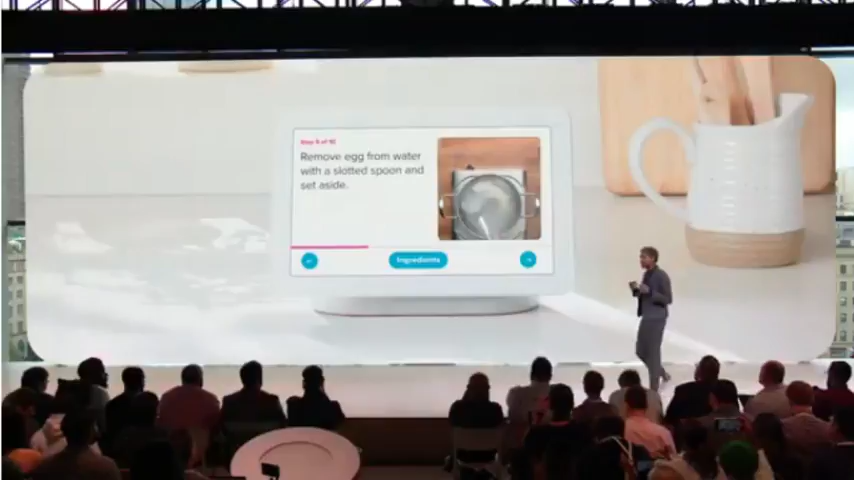 Remove egg from water
with a slotted spoon and
set aside.
Ingredients